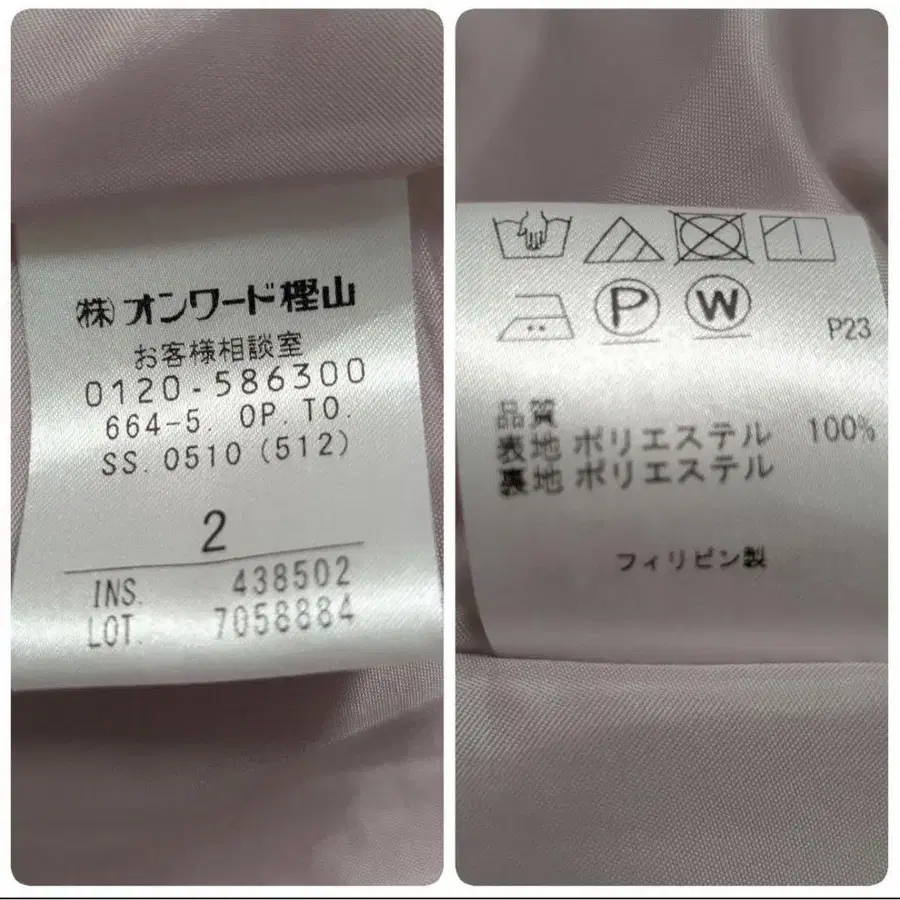 (株)オンワード樫山
お客様相談室
0120-586300
664-5. OP.TO.
SS.0510(512)
2
INS. 438502
LOT. 7058884
P W
P23
品質
表地 ポリエステル 100%
裏地 ポリエステル
フィリピン製